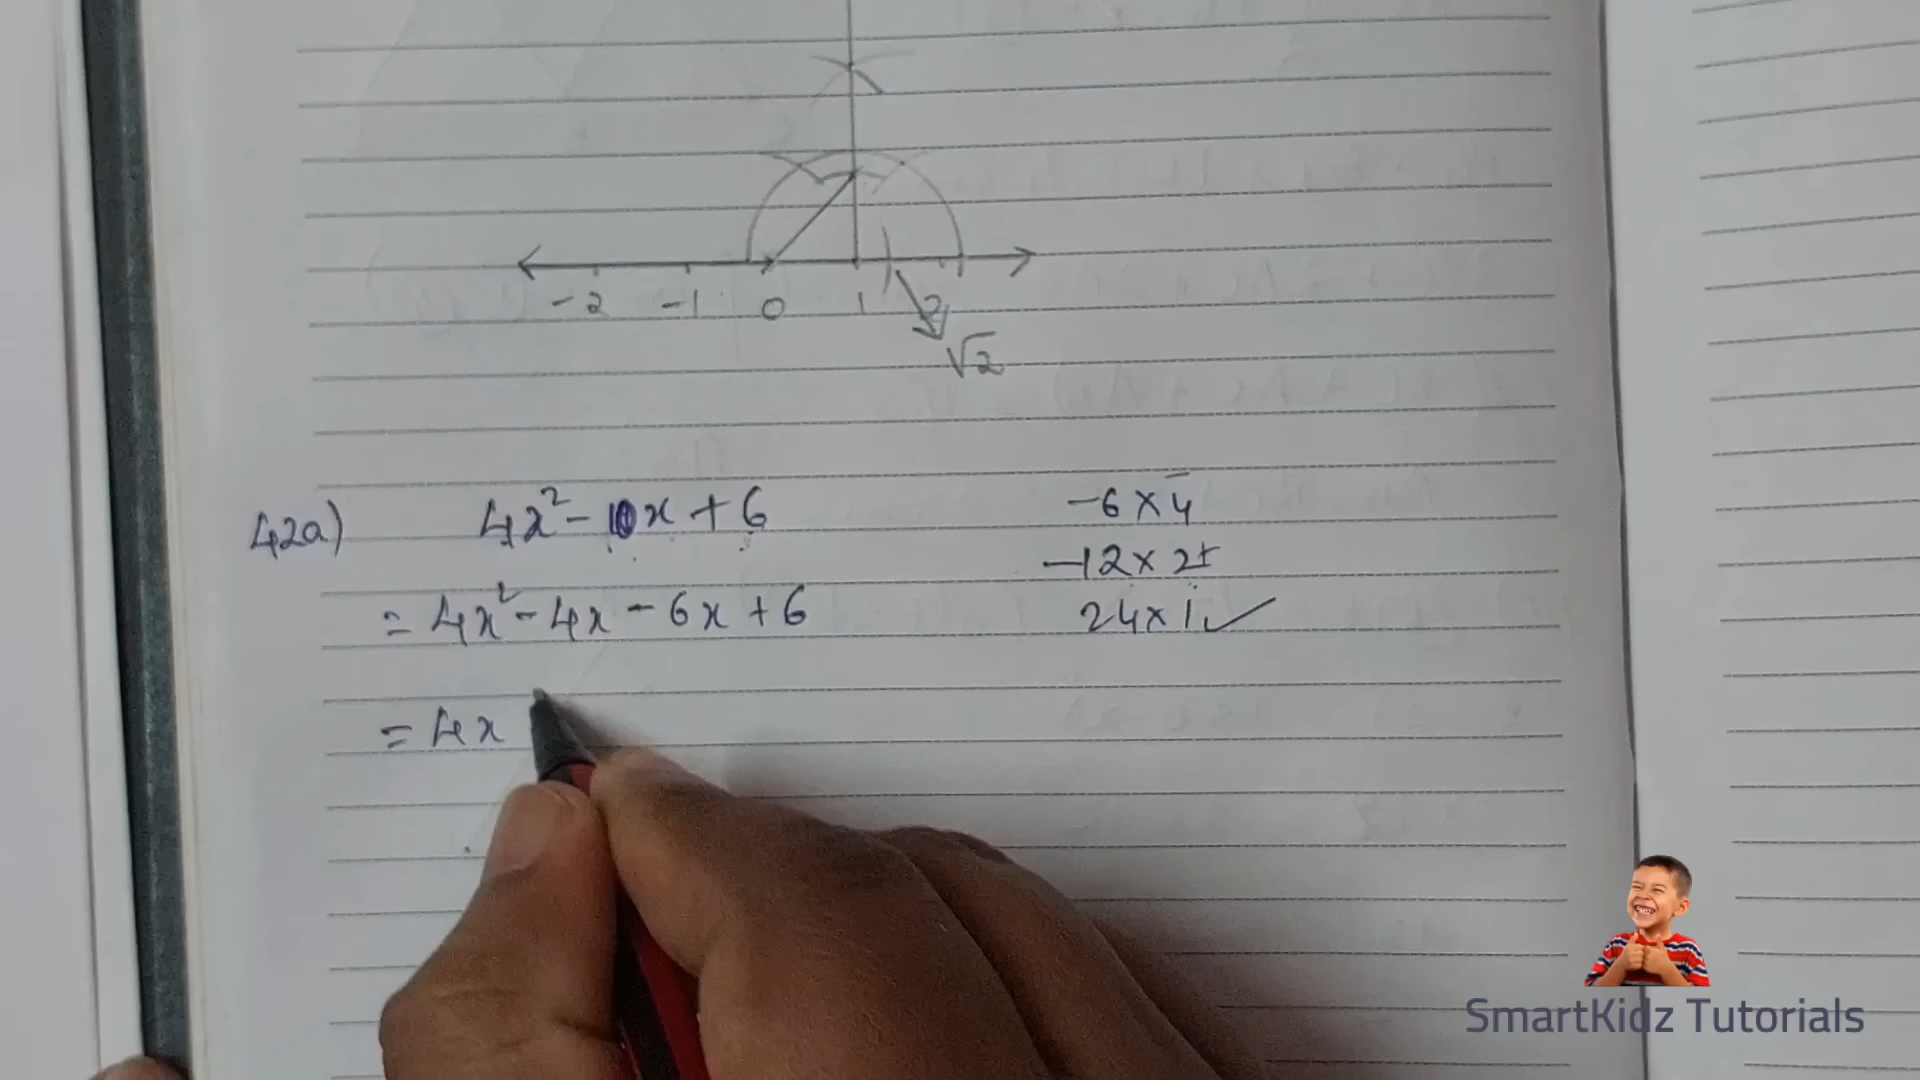 -2 -1 0 1 2
√2
42a) 4x² - 10x + 6
= 4x² - 4x - 6x + 6
= 4x
-6 × 4
-12 × 2
24 × 1 ✓
SmartKidz Tutorials